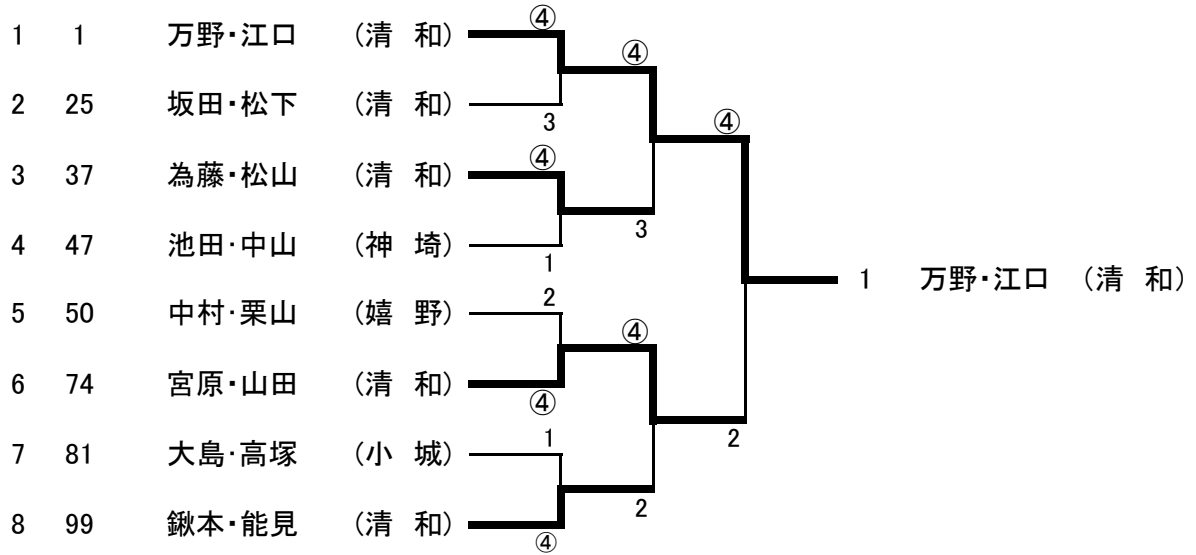 ④
1 1 万野・江口 (清 和)
④
2 25 坂田・松下 (清 和)
3
④
④
3 37 為藤・松山 (清 和)
3
4 47 池田・中山 (神 埼)
1
1 万野・江口 (清 和)
2
5 50 中村・栗山 (嬉 野)
④
6 74 宮原・山田 (清 和)
④
2
1
7 81 大島・高塚 (小 城)
2
8 99 鍬本・能見 (清 和)
④